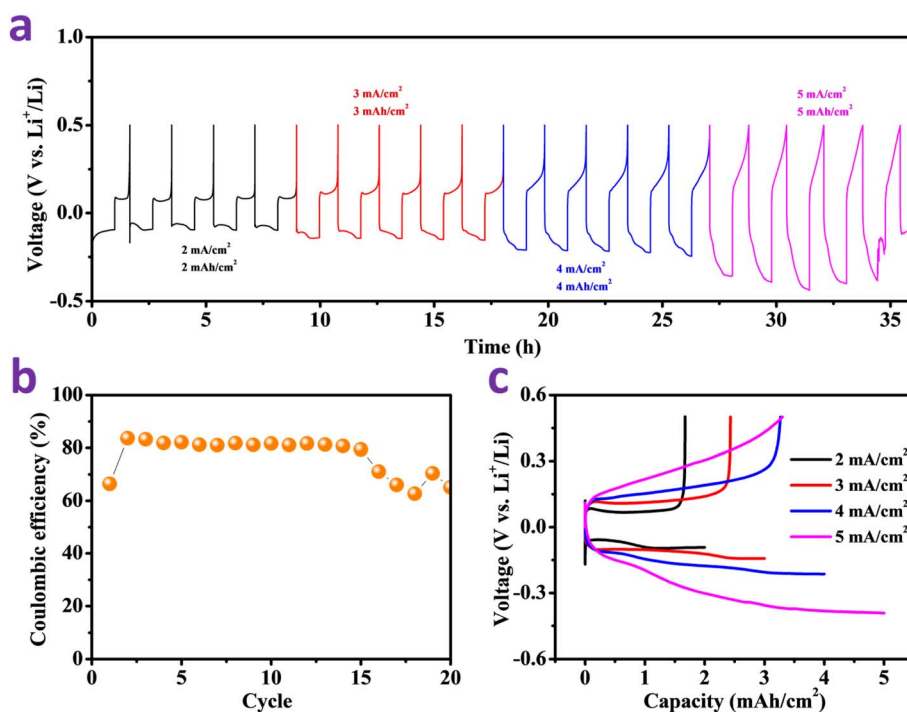 a
1.0
0.5
0.0
-0.5
Voltage (V vs. Li⁺/Li)
2 mA/cm²
2 mAh/cm²
3 mA/cm²
3 mAh/cm²
4 mA/cm²
4 mAh/cm²
5 mA/cm²
5 mAh/cm²
0 5 10 15 20 25 30 35
Time (h)
b
100
80
60
40
20
0
Coulombic efficiency (%)
0 5 10 15 20
Cycle
c
0.6
0.3
0.0
-0.3
-0.6
Voltage (V vs. Li⁺/Li)
2 mA/cm²
3 mA/cm²
4 mA/cm²
5 mA/cm²
0 1 2 3 4 5
Capacity (mAh/cm²)